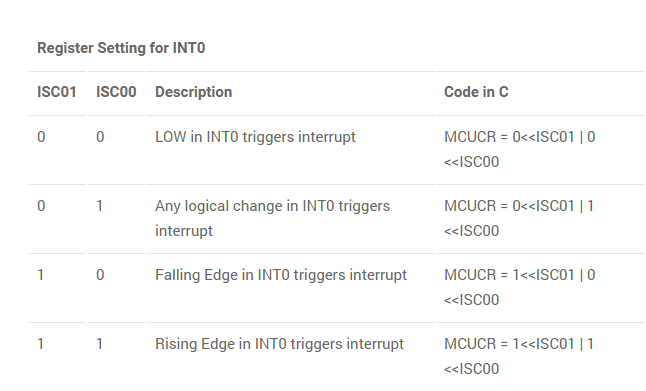 Register Setting for INT0
ISC01 ISC00 Description Code in C
0 0 LOW in INT0 triggers interrupt MCUCR = 0<<ISC01 | 0
<<ISC00
0 1 Any logical change in INT0 triggers MCUCR = 0<<ISC01 | 1
interrupt <<ISC00
1 0 Falling Edge in INT0 triggers interrupt MCUCR = 1<<ISC01 | 0
<<ISC00
1 1 Rising Edge in INT0 triggers interrupt MCUCR = 1<<ISC01 | 1
<<ISC00